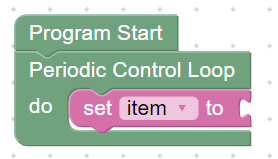 Program Start
Periodic Control Loop
do set item to